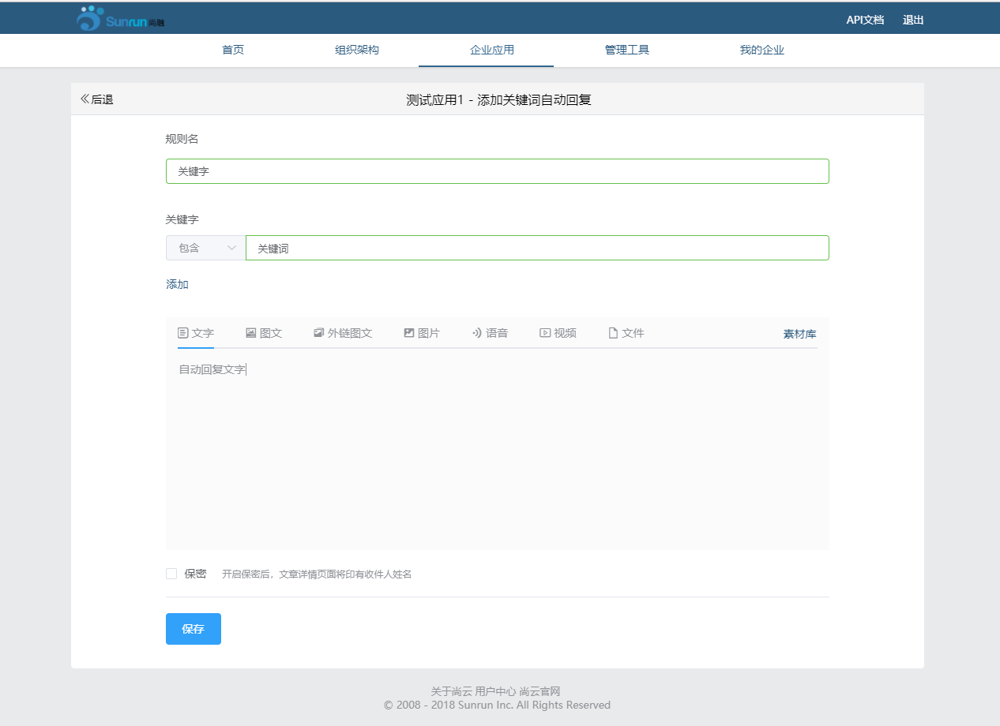 Sunrun尚融
API文档 退出
首页 组织架构 企业应用 管理工具 我的企业
后退 测试应用1 - 添加关键词自动回复
规则名
关键字
关键字
包含 关键词
添加
文字 图文 外链图文 图片 语音 视频 文件 素材库
自动回复文字
保密 开启保密后，文章详情页面将印有收件人姓名
保存
关于尚云 用户中心 尚云官网
© 2008 - 2018 Sunrun Inc. All Rights Reserved